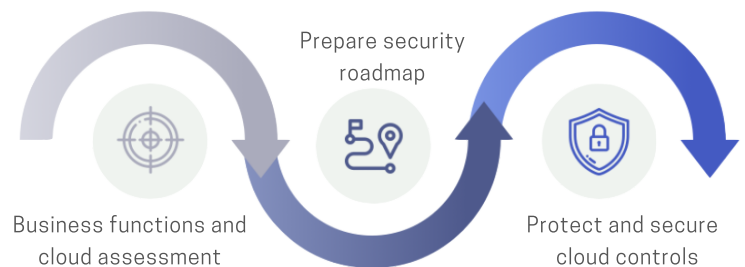 Business functions and
cloud assessment
Prepare security
roadmap
Protect and secure
cloud controls